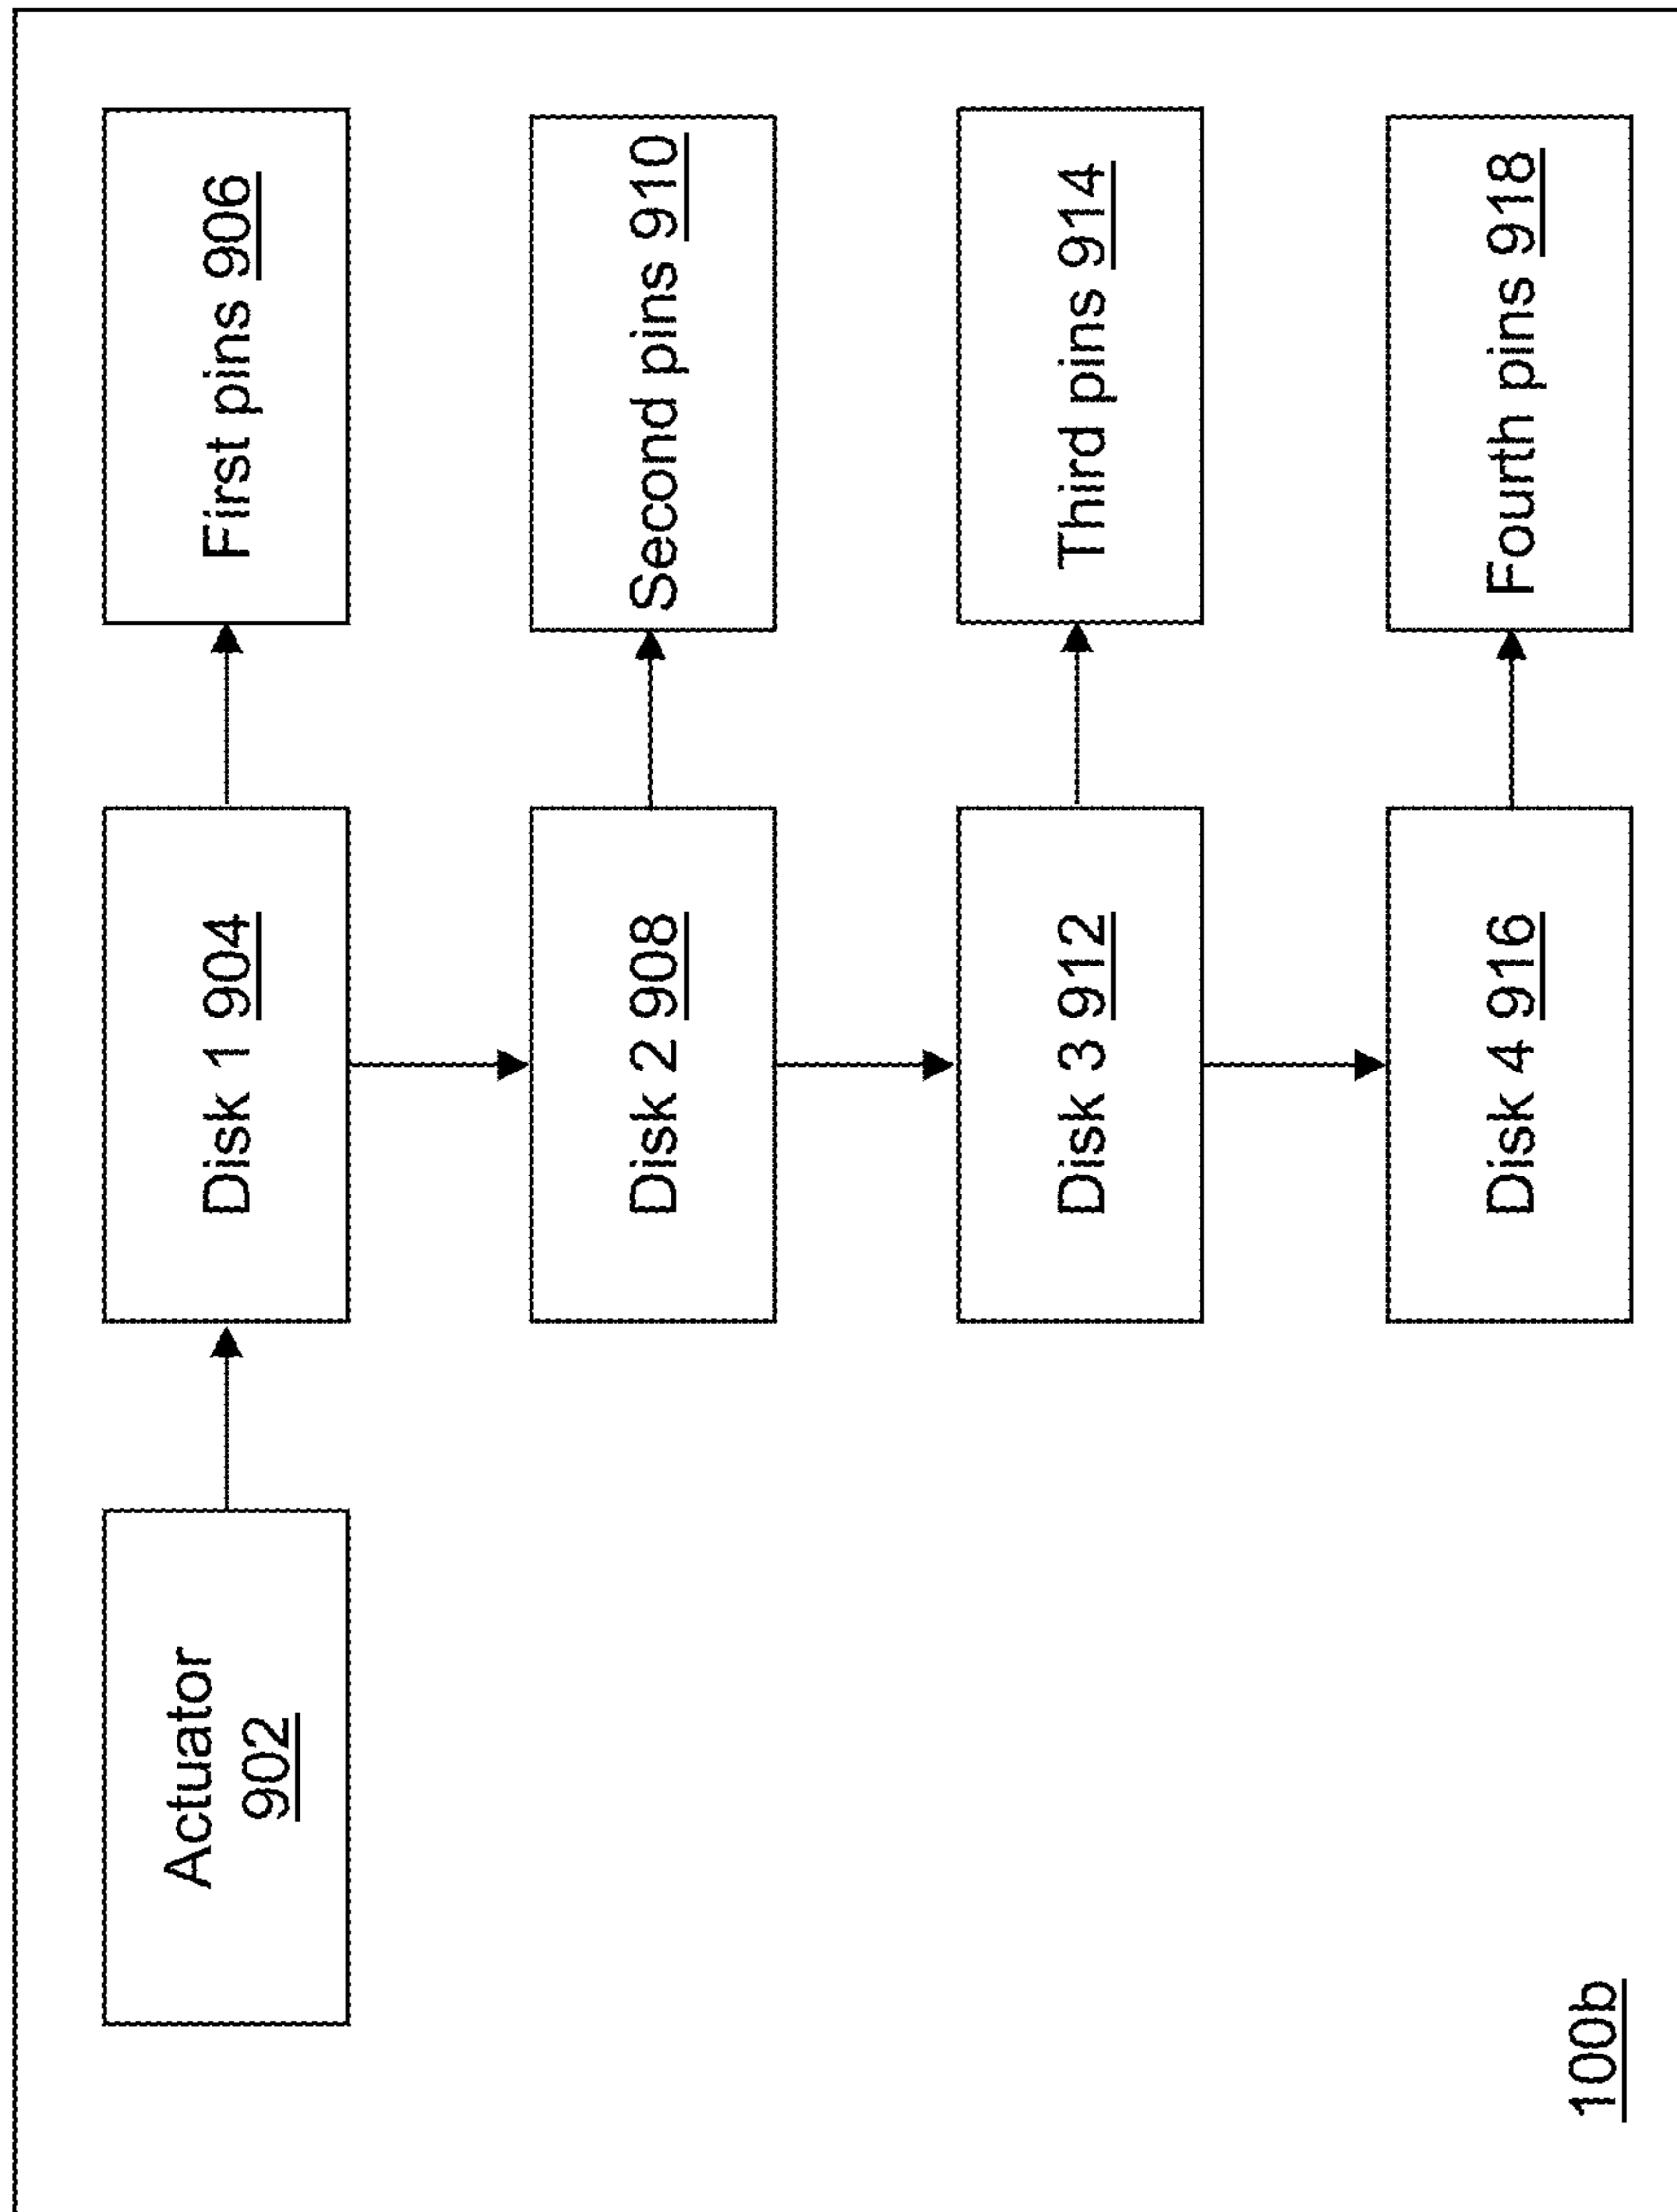 Actuator
902
Disk 1 904
First pins 906
Disk 2 908
Second pins 910
Disk 3 912
Third pins 914
Disk 4 916
Fourth pins 918
100b